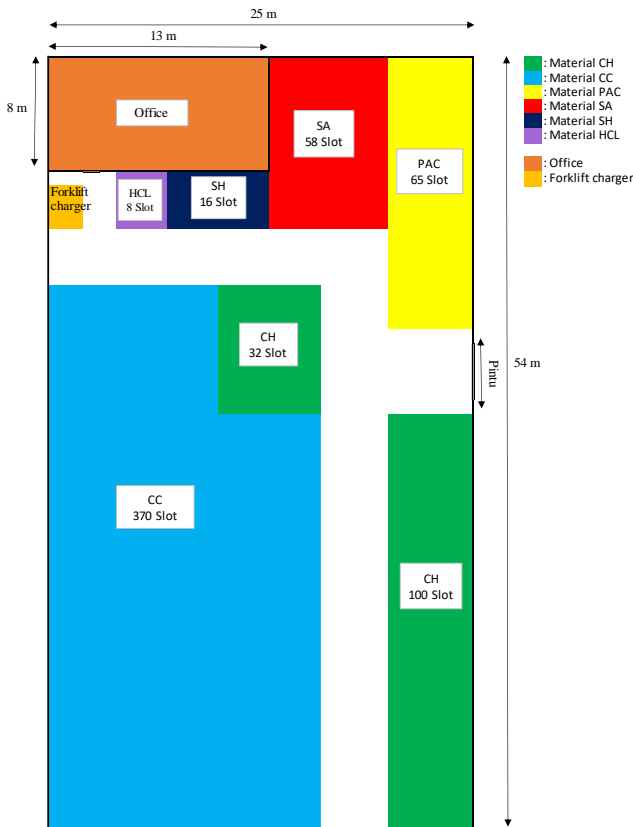 25 m
13 m
8 m
Office
SA
58 Slot
PAC
65 Slot
: Material CH
: Material CC
: Material PAC
: Material SA
: Material SH
: Material HCL
: Office
: Forklift charger
Forklift
charger
HCL
8 Slot
SH
16 Slot
CH
32 Slot
Pintu
54 m
CC
370 Slot
CH
100 Slot